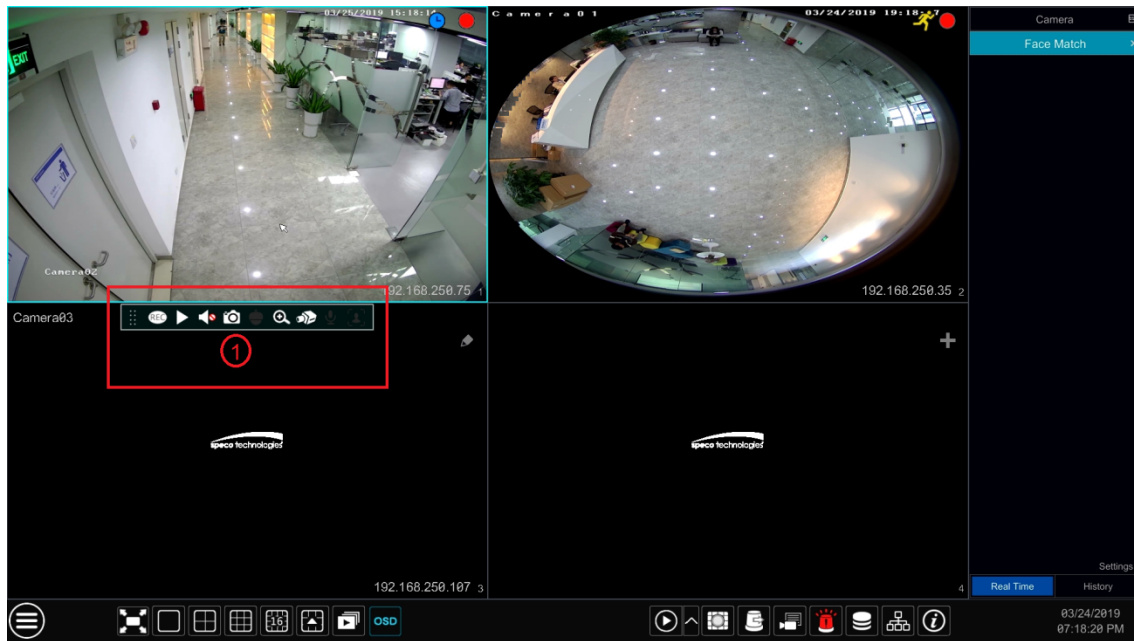 03/25/2019 15:18:14
EXIT
Camera02
192.168.250.75 1
Camera01
03/24/2019 19:18:17
192.168.250.35 2
Camera
Face Match
Camera03
REC
1
speco technologies
192.168.250.107 3
speco technologies
4
Settings
Real Time
History
16
OSD
03/24/2019
07:18:20 PM